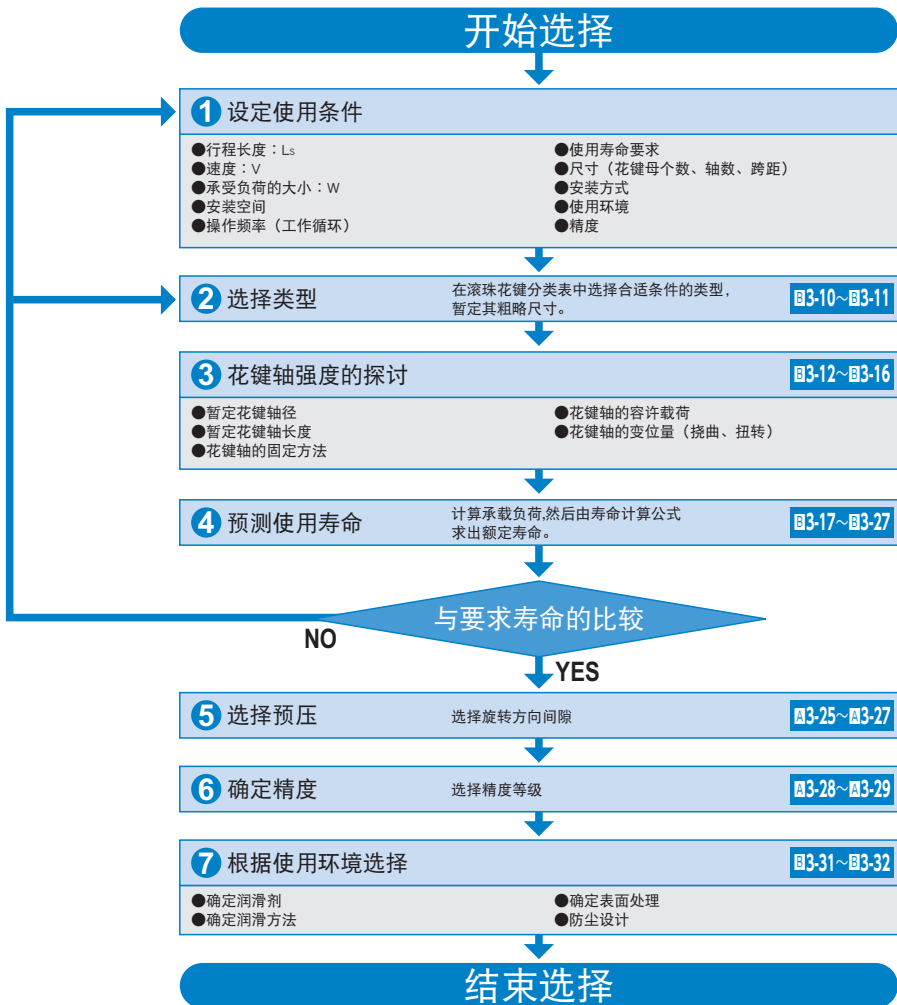 开始选择
1 设定使用条件
●行程长度：Ls
●速度：V
●承受负荷的大小：W
●安装空间
●操作频率（工作循环）
●使用寿命要求
●尺寸（花键母个数、轴数、跨距）
●安装方式
●使用环境
●精度
2 选择类型
在滚珠花键分类表中选择合适条件的类型，
暂定其粗略尺寸。
B3-10～B3-11
3 花键轴强度的探讨
B3-12～B3-16
●暂定花键轴径
●暂定花键轴长度
●花键轴的固定方法
●花键轴的容许载荷
●花键轴的变位量（挠曲、扭转）
4 预测使用寿命
计算承载负荷,然后由寿命计算公式
求出额定寿命。
B3-17～B3-27
与要求寿命的比较
NO
YES
5 选择预压
选择旋转方向间隙
A3-25～A3-27
6 确定精度
选择精度等级
A3-28～A3-29
7 根据使用环境选择
B3-31～B3-32
●确定润滑剂
●确定润滑方法
●确定表面处理
●防尘设计
结束选择